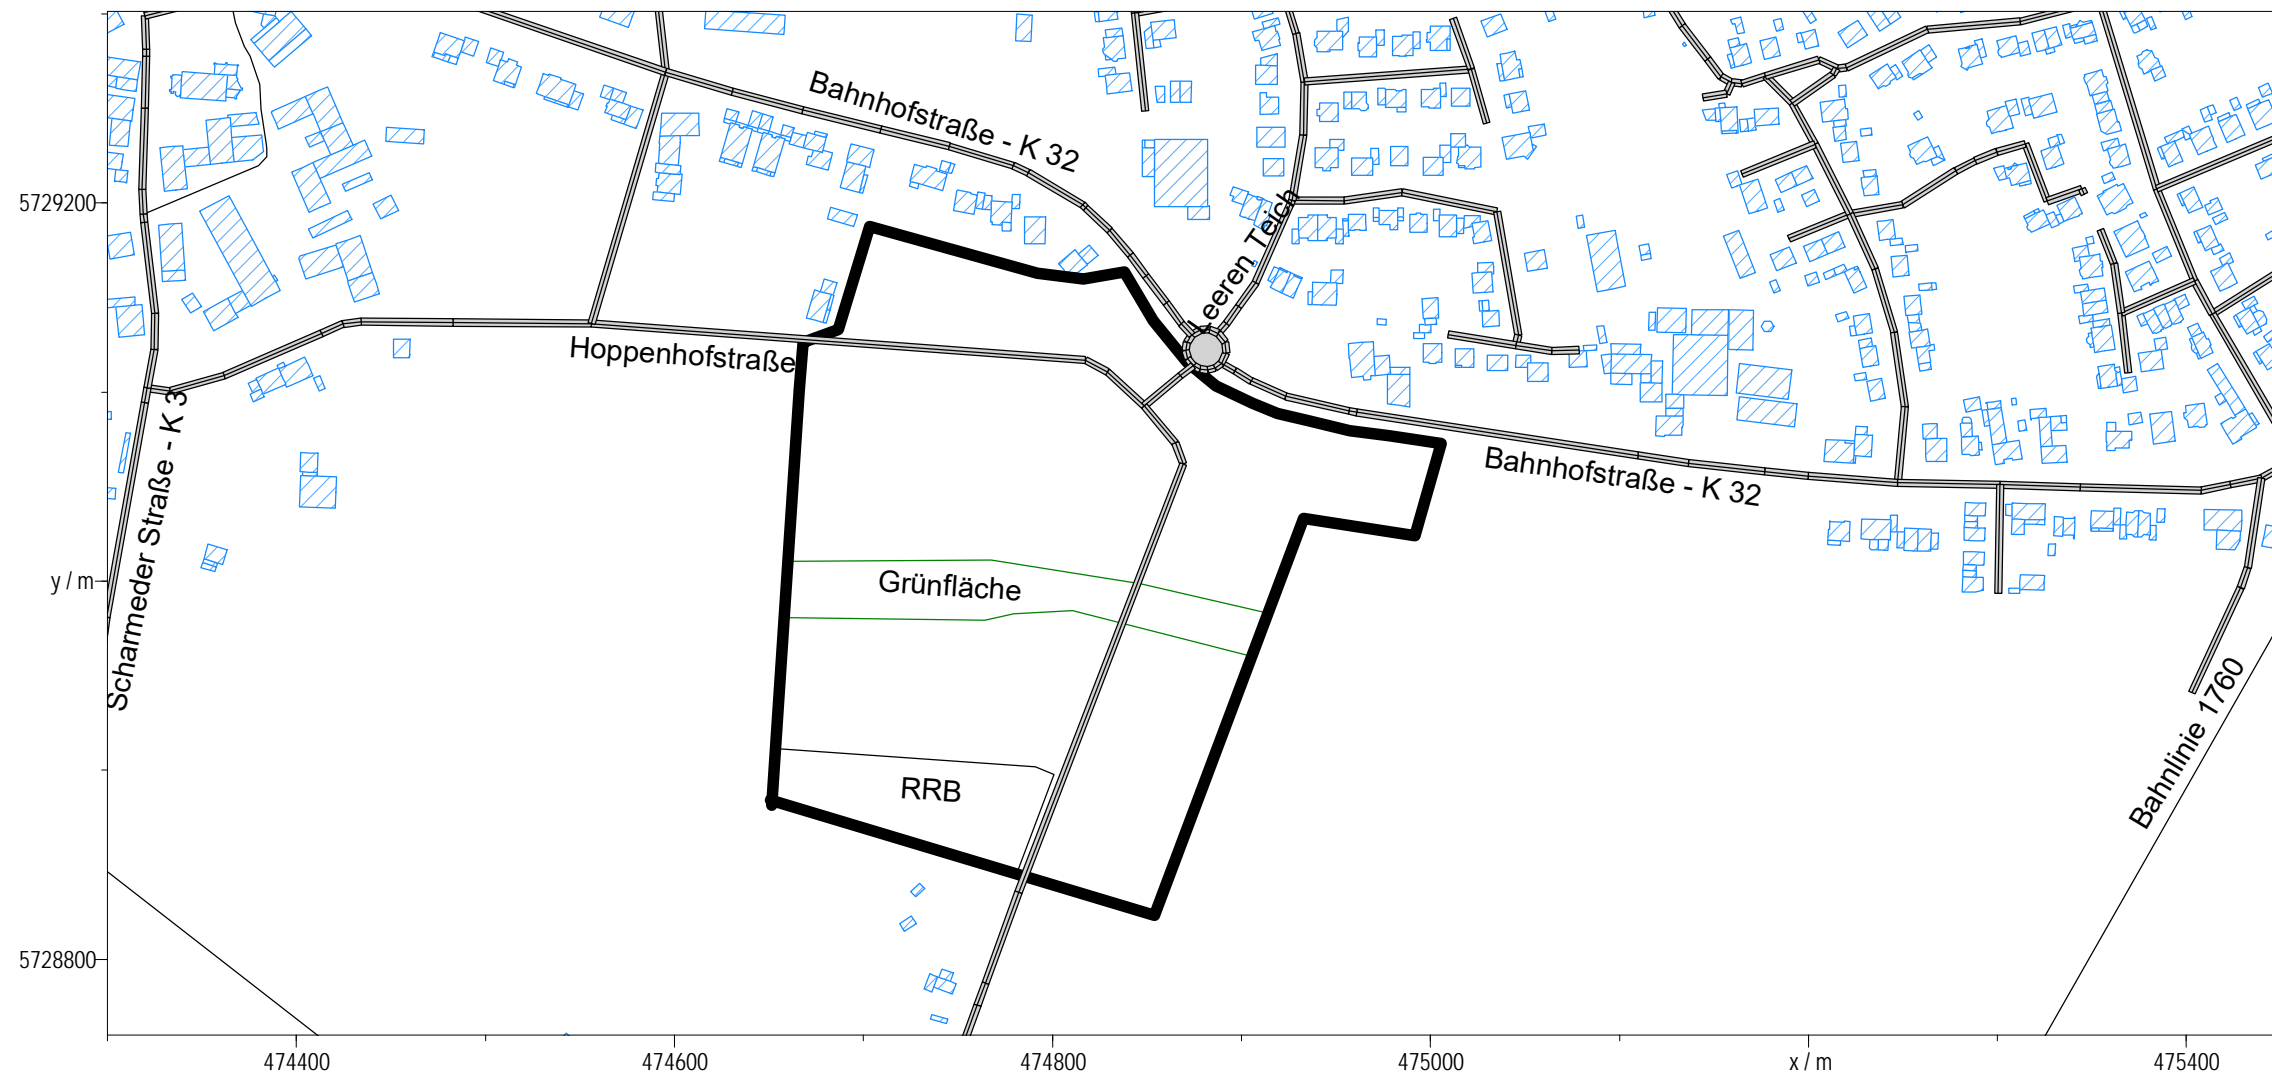 Bahnhofstraße - K 32
5729200
Leeren Teich
Hoppenhofstraße
Scharmeder Straße - K 3
Bahnhofstraße - K 32
y / m
Grünfläche
Bahnlinie 1760
RRB
5728800
474400
474600
474800
475000
x / m
475400